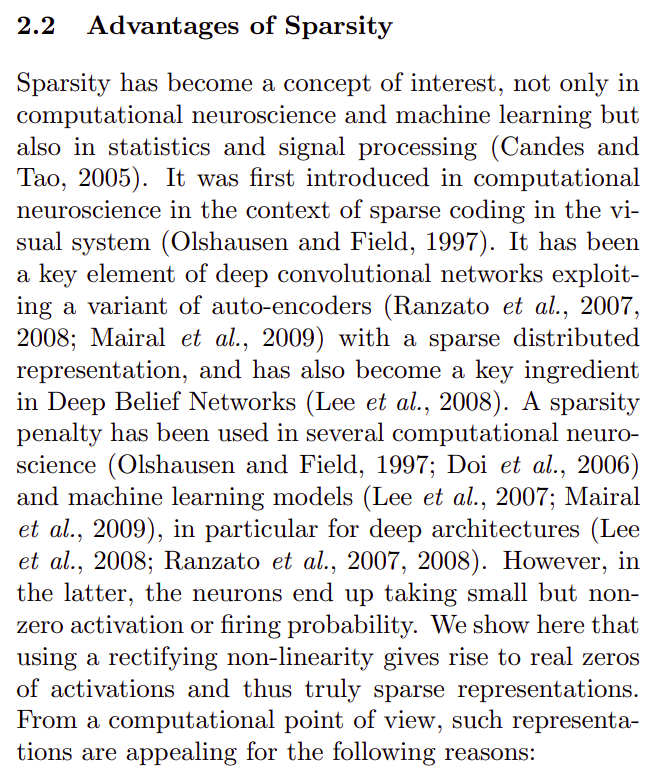 2.2 Advantages of Sparsity
Sparsity has become a concept of interest, not only in
computational neuroscience and machine learning but
also in statistics and signal processing (Candes and
Tao, 2005). It was first introduced in computational
neuroscience in the context of sparse coding in the vi-
sual system (Olshausen and Field, 1997). It has been
a key element of deep convolutional networks exploit-
ing a variant of auto-encoders (Ranzato et al., 2007,
2008; Mairal et al., 2009) with a sparse distributed
representation, and has also become a key ingredient
in Deep Belief Networks (Lee et al., 2008). A sparsity
penalty has been used in several computational neuro-
science (Olshausen and Field, 1997; Doi et al., 2006)
and machine learning models (Lee et al., 2007; Mairal
et al., 2009), in particular for deep architectures (Lee
et al., 2008; Ranzato et al., 2007, 2008). However, in
the latter, the neurons end up taking small but non-
zero activation or firing probability. We show here that
using a rectifying non-linearity gives rise to real zeros
of activations and thus truly sparse representations.
From a computational point of view, such representa-
tions are appealing for the following reasons: